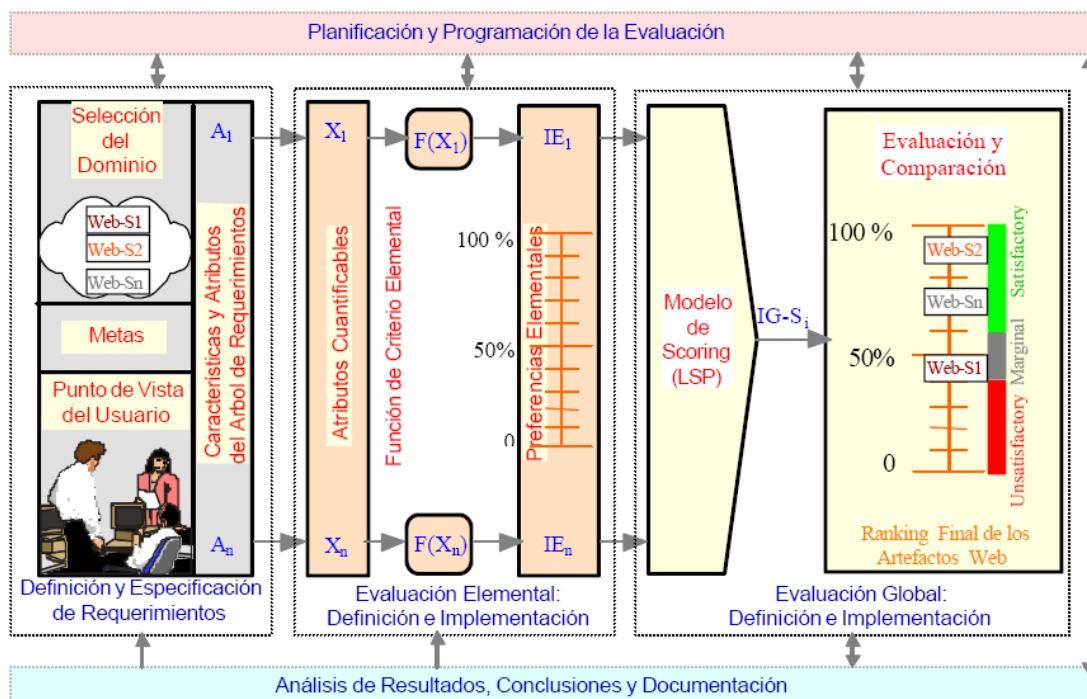 Planificación y Programación de la Evaluación
Selección
del
Dominio
Web-S1
Web-S2
Web-Sn
Metas
Punto de Vista
del Usuario
A1
Características y Atributos
del Arbol de Requerimientos
An
Definición y Especificación
de Requerimientos
X1
Atributos Cuantificables
Xn
F(X1)
Función de Criterio Elemental
F(Xn)
IE1
100 %
50%
0
Preferencias Elementales
IEn
Evaluación Elemental:
Definición e Implementación
Modelo
de
Scoring
(LSP)
IG-Si
Evaluación y
Comparación
100 %
Web-S2
Web-Sn
50%
Web-S1
0
Satisfactory
Marginal
Unsatisfactory
Ranking Final de los
Artefactos Web
Evaluación Global:
Definición e Implementación
Análisis de Resultados, Conclusiones y Documentación